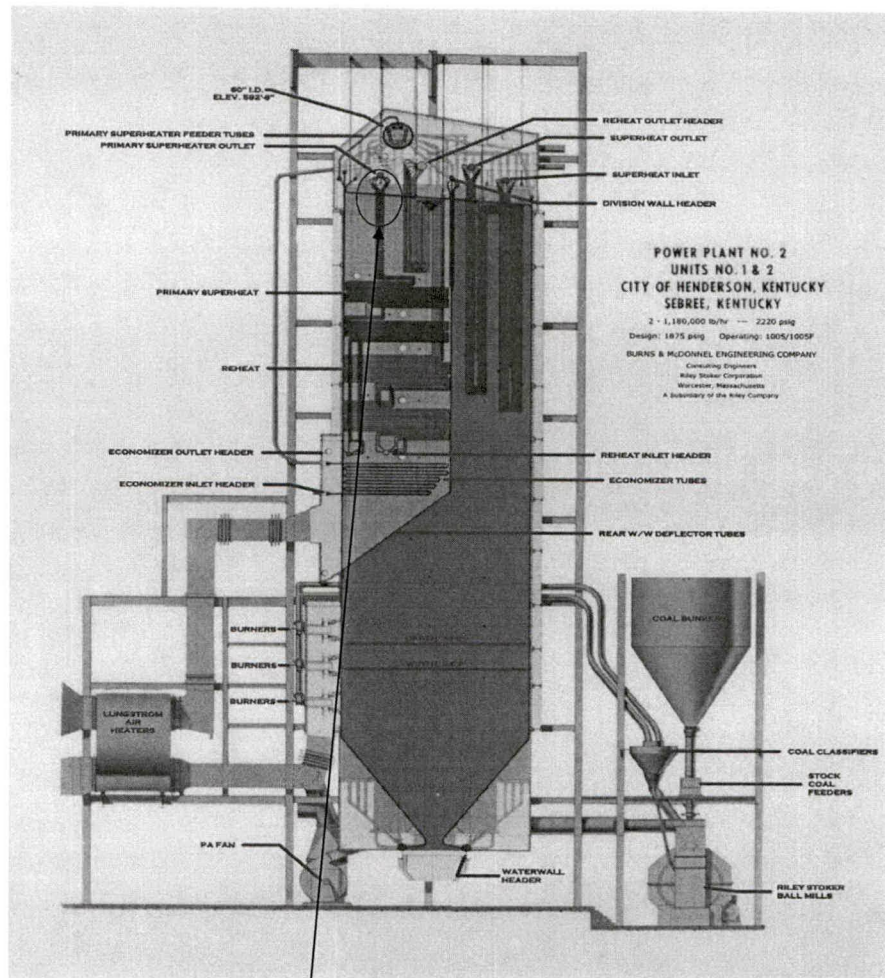 60" I.D.
ELEV. 592'-6"
PRIMARY SUPERHEATER FEEDER TUBES
PRIMARY SUPERHEATER OUTLET
REHEAT OUTLET HEADER
SUPERHEAT OUTLET
SUPERHEAT INLET
DIVISION WALL HEADER
POWER PLANT NO. 2
UNITS NO. 1 & 2
CITY OF HENDERSON, KENTUCKY
SEBREE, KENTUCKY
2 - 1,180,000 lb/hr --- 2220 psig
Design: 1875 psig Operating: 1005/1005F
BURNS & McDONNEL ENGINEERING COMPANY
Consulting Engineers
Riley Stoker Corporation
Worcester, Massachusetts
A Subsidiary of the Riley Company
PRIMARY SUPERHEAT
REHEAT
ECONOMIZER OUTLET HEADER
REHEAT INLET HEADER
ECONOMIZER INLET HEADER
ECONOMIZER TUBES
REAR W/W DEFLECTOR TUBES
COAL BUNKER
BURNERS
BURNERS
BURNERS
LUNGSTROM
AIR
HEATERS
COAL CLASSIFIERS
STOCK
COAL
FEEDERS
PA FAN
WATERWALL
HEADER
RILEY STOKER
BALL MILLS